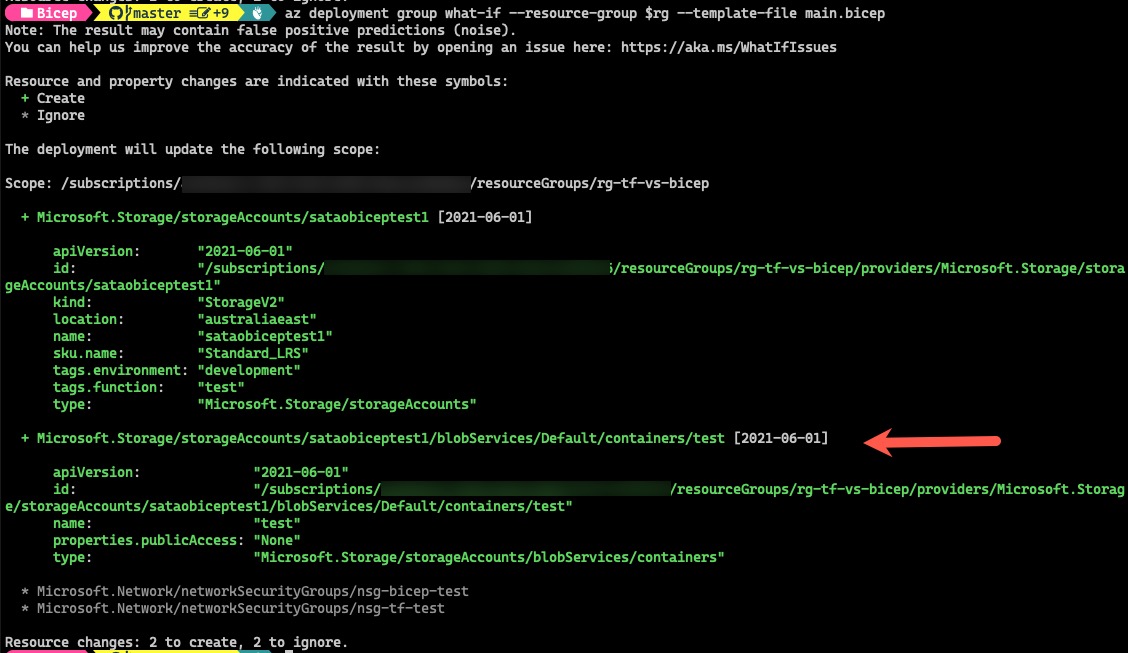 Bicep master ≡ +9 az deployment group what-if --resource-group $rg --template-file main.bicep
Note: The result may contain false positive predictions (noise).
You can help us improve the accuracy of the result by opening an issue here: https://aka.ms/WhatIfIssues
Resource and property changes are indicated with these symbols:
+ Create
* Ignore
The deployment will update the following scope:
Scope: /subscriptions/ /resourceGroups/rg-tf-vs-bicep
+ Microsoft.Storage/storageAccounts/sataobiceptest1 [2021-06-01]
apiVersion: "2021-06-01"
id: "/subscriptions/ /resourceGroups/rg-tf-vs-bicep/providers/Microsoft.Storage/stora
geAccounts/sataobiceptest1"
kind: "StorageV2"
location: "australiaeast"
name: "sataobiceptest1"
sku.name: "Standard_LRS"
tags.environment: "development"
tags.function: "test"
type: "Microsoft.Storage/storageAccounts"
+ Microsoft.Storage/storageAccounts/sataobiceptest1/blobServices/Default/containers/test [2021-06-01]
apiVersion: "2021-06-01"
id: "/subscriptions/ /resourceGroups/rg-tf-vs-bicep/providers/Microsoft.Storag
e/storageAccounts/sataobiceptest1/blobServices/Default/containers/test"
name: "test"
properties.publicAccess: "None"
type: "Microsoft.Storage/storageAccounts/blobServices/containers"
* Microsoft.Network/networkSecurityGroups/nsg-bicep-test
* Microsoft.Network/networkSecurityGroups/nsg-tf-test
Resource changes: 2 to create, 2 to ignore.